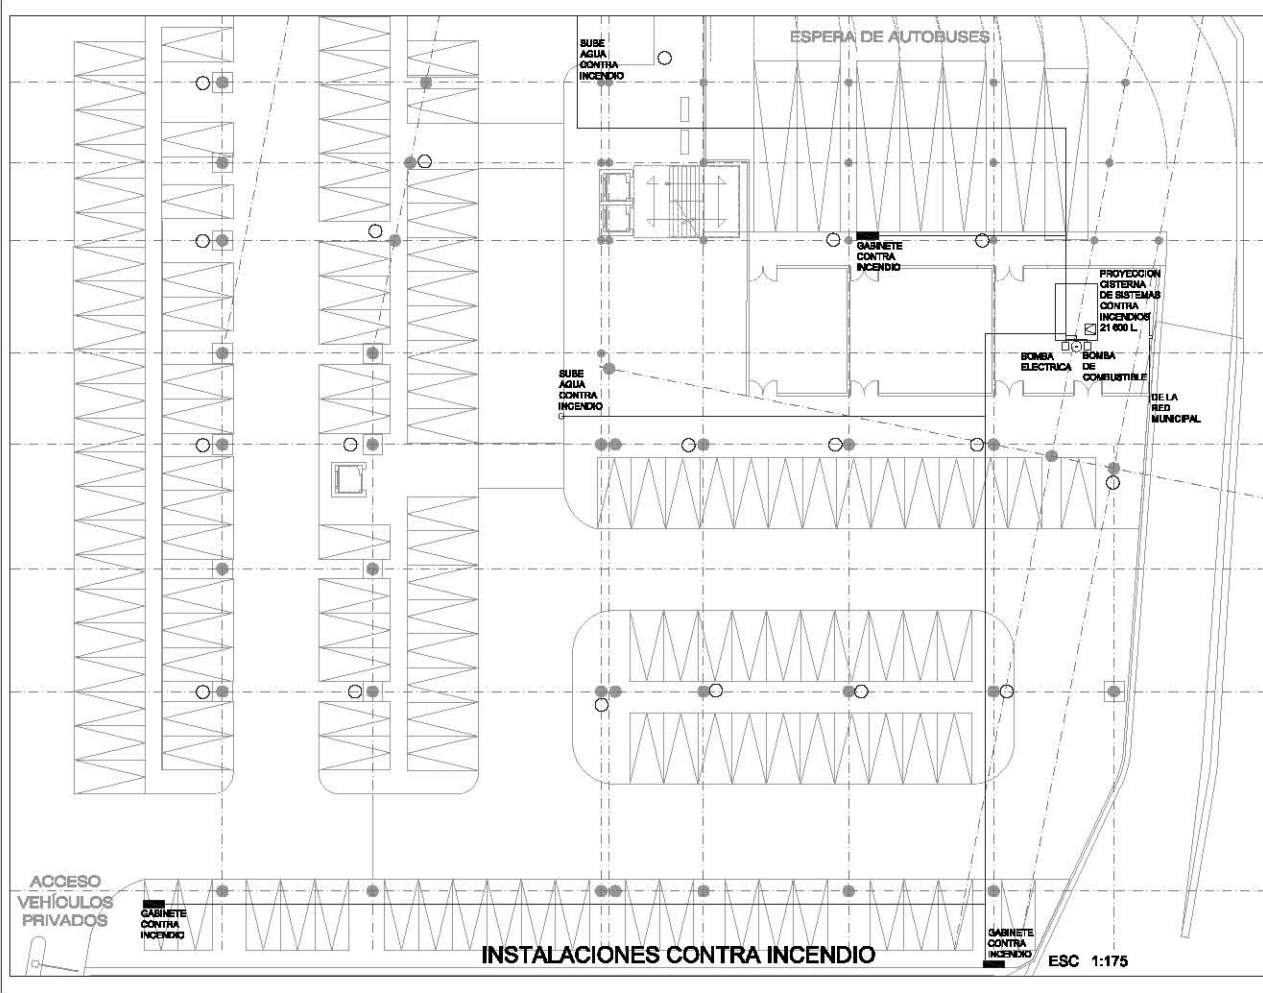 ESPERA DE AUTOBUSES
SUBE
AGUA
CONTRA
INCENDIO
GABINETE
CONTRA
INCENDIO
PROYECCION
CISTERNA
DE SISTEMAS
CONTRA
INCENDIOS
21 600 L
BOMBA
ELECTRICA
BOMBA
DE
COMBUSTIBLE
SUBE
AGUA
CONTRA
INCENDIO
DE LA
RED
MUNICIPAL
ACCESO
VEHÍCULOS
PRIVADOS
GABINETE
CONTRA
INCENDIO
INSTALACIONES CONTRA INCENDIO
GABINETE
CONTRA
INCENDIO
ESC 1:175